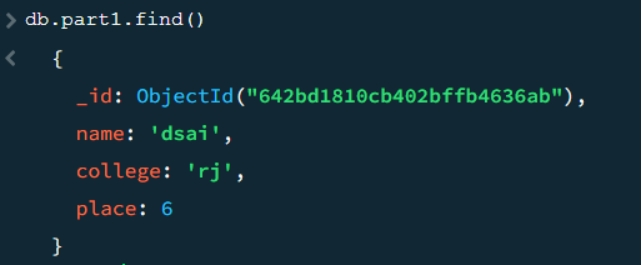 > db.part1.find()
< {
_id: ObjectId("642bd1810cb402bffb4636ab"),
name: 'dsai',
college: 'rj',
place: 6
}